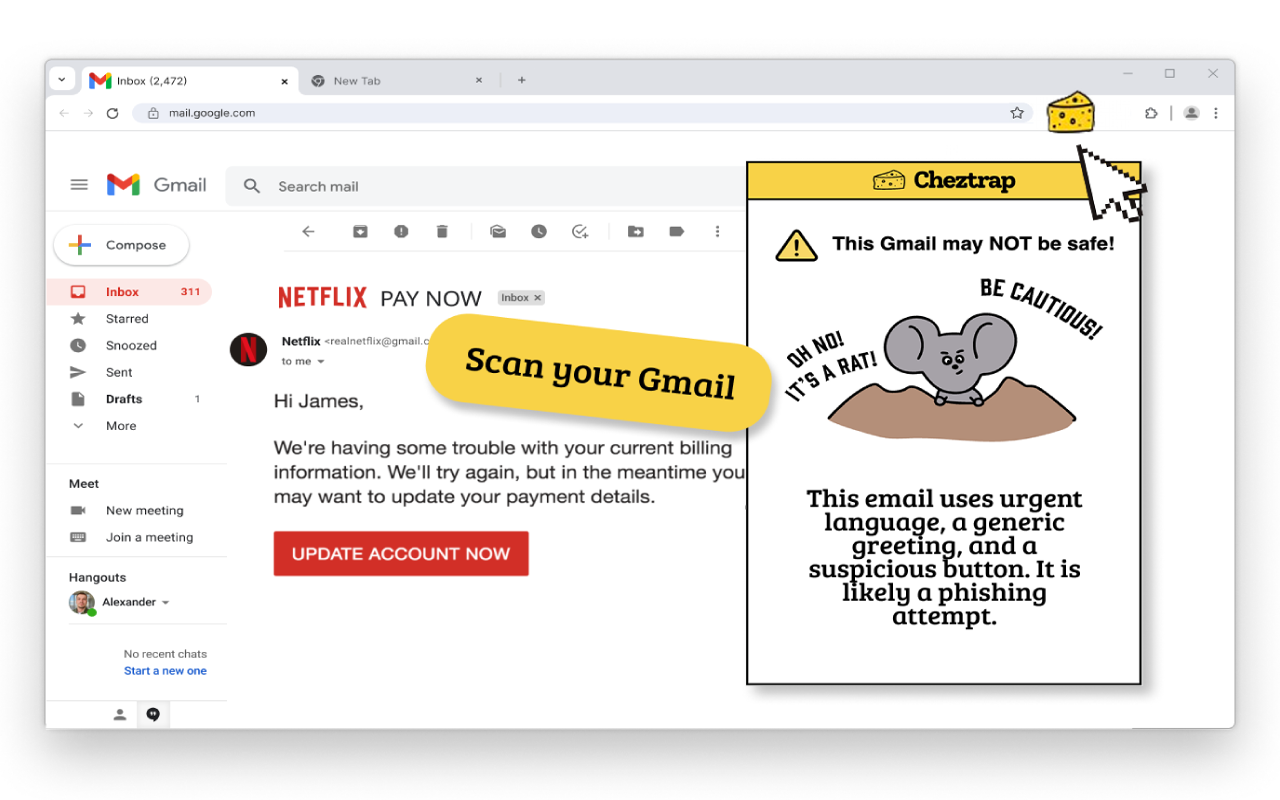 Inbox (2,472)
New Tab
mail.google.com
Gmail
Search mail
Cheztrap
Compose
This Gmail may NOT be safe!
Inbox 311
Starred
Snoozed
Sent
Drafts 1
More
NETFLIX PAY NOW Inbox
Netflix <realnetflix@gmail.c
to me
Scan your Gmail
BE CAUTIOUS!
OH NO!
IT'S A RAT!
Hi James,
We're having some trouble with your current billing
information. We'll try again, but in the meantime you
may want to update your payment details.
UPDATE ACCOUNT NOW
This email uses urgent
language, a generic
greeting, and a
suspicious button. It is
likely a phishing
attempt.
Meet
New meeting
Join a meeting
Hangouts
Alexander
No recent chats
Start a new one